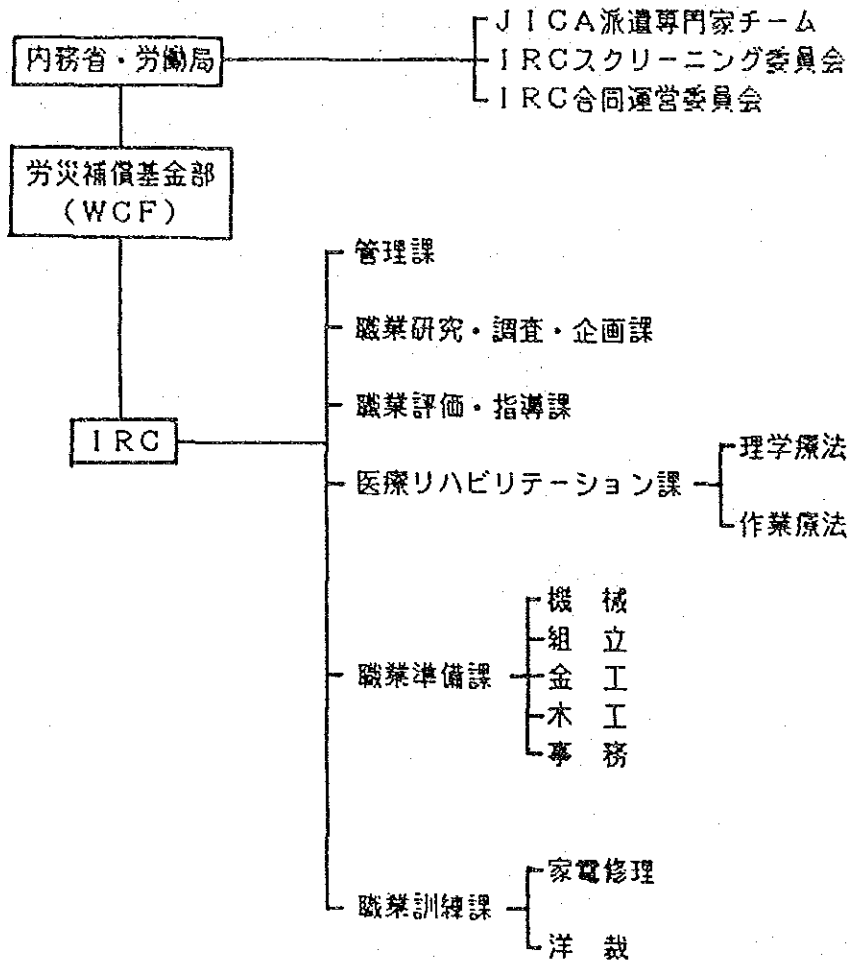 JICA派遣専門家チーム
内務省・労働局
IRCスクリーニング委員会
IRC合同運営委員会
労災補償基金部
(WCF)
管理課
職業研究・調査・企画課
職業評価・指導課
IRC
理学療法
医療リハビリテーション課
作業療法
機 械
組 立
職業準備課
金 工
木 工
事 務
家電修理
職業訓練課
洋 裁